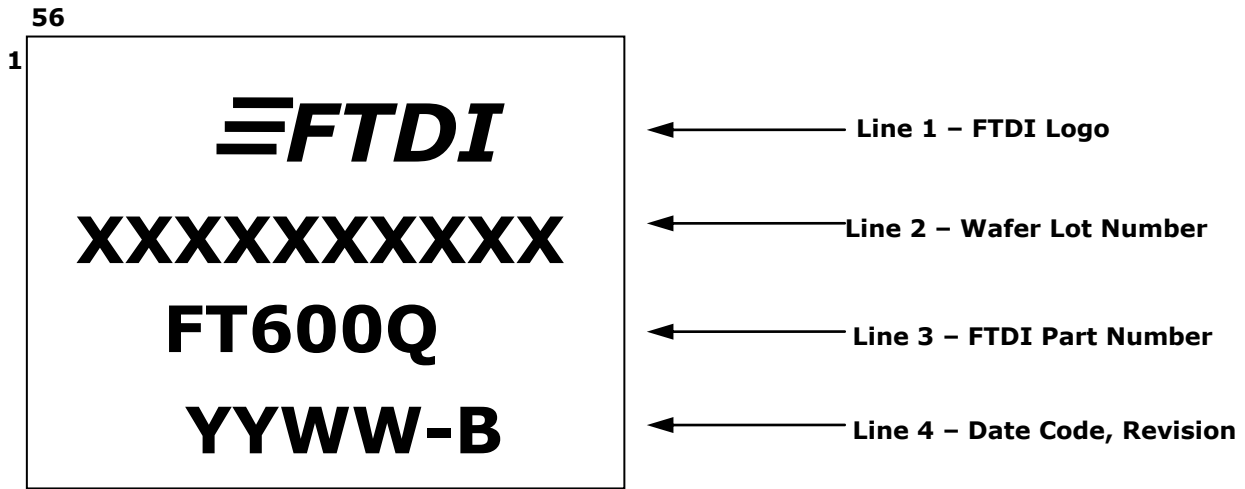 56
1
FTDI
Line 1 – FTDI Logo
XXXXXXXXXX
Line 2 – Wafer Lot Number
FT600Q
Line 3 – FTDI Part Number
YYWW-B
Line 4 – Date Code, Revision